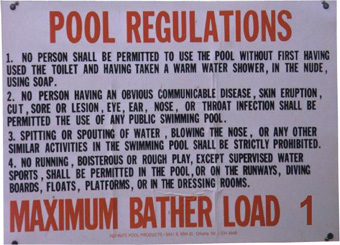 POOL REGULATIONS
1. NO PERSON SHALL BE PERMITTED TO USE THE POOL WITHOUT FIRST HAVING
USED THE TOILET AND HAVING TAKEN A WARM WATER SHOWER, IN THE NUDE,
USING SOAP.
2. NO PERSON HAVING AN OBVIOUS COMMUNICABLE DISEASE, SKIN ERUPTION,
CUT, SORE OR LESION, EYE, EAR, NOSE, OR THROAT INFECTION SHALL BE
PERMITTED THE USE OF ANY PUBLIC SWIMMING POOL.
3. SPITTING OR SPOUTING OF WATER, BLOWING THE NOSE, OR ANY OTHER
SIMILAR ACTIVITIES IN THE SWIMMING POOL SHALL BE STRICTLY PROHIBITED.
4. NO RUNNING, BOISTEROUS OR ROUGH PLAY, EXCEPT SUPERVISED WATER
SPORTS, SHALL BE PERMITTED IN THE POOL, OR ON THE RUNWAYS, DIVING
BOARDS, FLOATS, PLATFORMS, OR IN THE DRESSING ROOMS.
MAXIMUM BATHER LOAD 1
POOL PRODUCTS